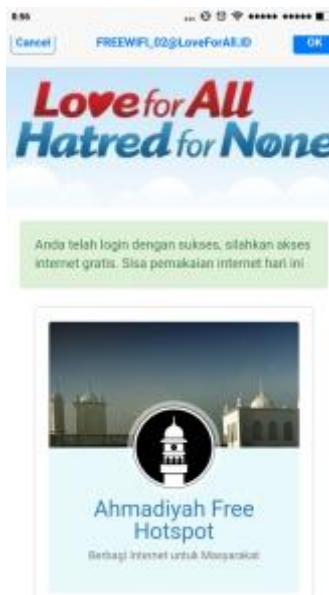 8:56
Cancel
FREEWIFI_02@LoveForAll.ID
OK
Love for All
Hatred for None
Anda telah login dengan sukses, silahkan akses
internet gratis. Sisa pemakaian internet hari ini
Ahmadiyah Free
Hotspot
Berbagi Internet untuk Masyarakat